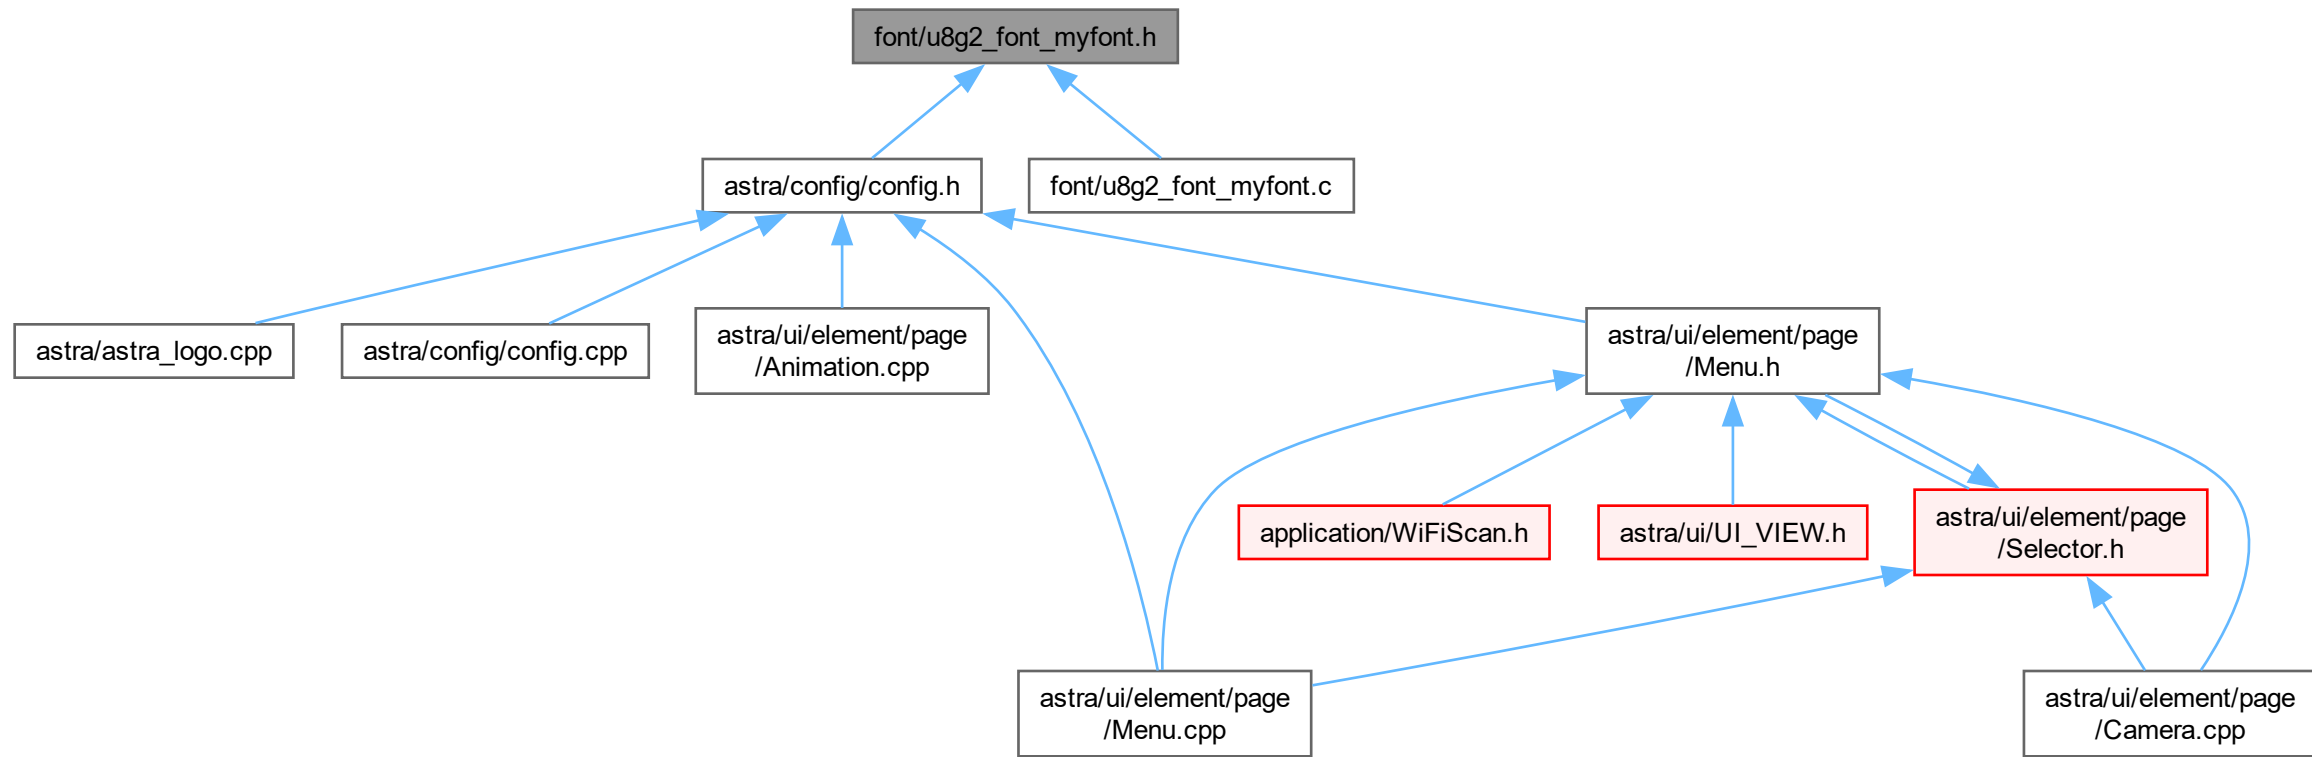 font/u8g2_font_myfont.h
astra/config/config.h
font/u8g2_font_myfont.c
astra/astra_logo.cpp
astra/config/config.cpp
astra/ui/element/page
/Animation.cpp
astra/ui/element/page
/Menu.h
application/WiFiScan.h
astra/ui/UI_VIEW.h
astra/ui/element/page
/Selector.h
astra/ui/element/page
/Menu.cpp
astra/ui/element/page
/Camera.cpp